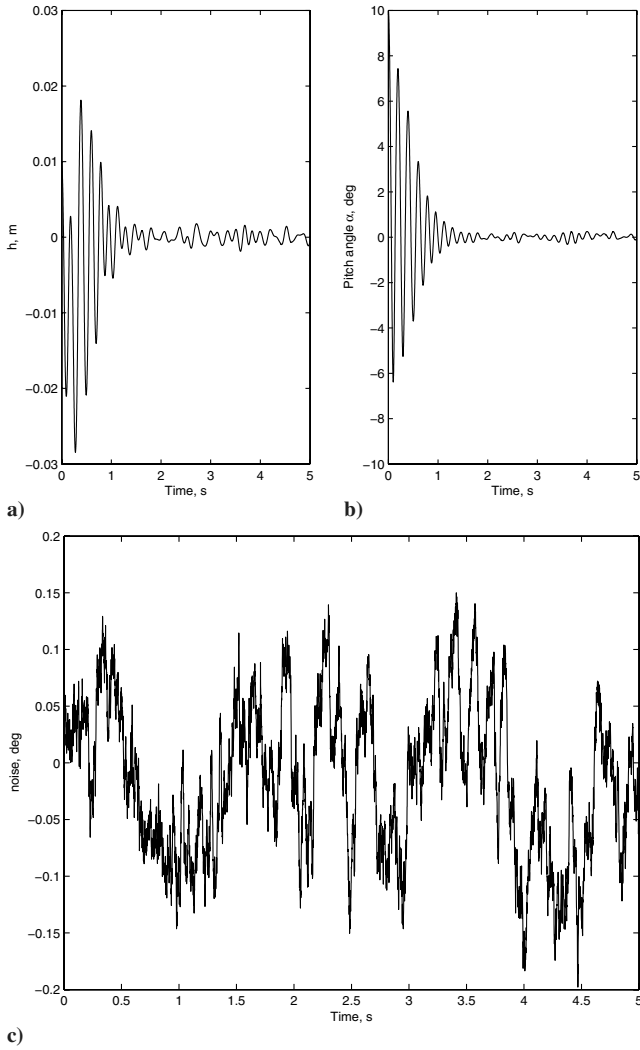 0.03
0.02
0.01
0
−0.01
−0.02
−0.03
h, m
0 1 2 3 4 5
Time, s
a)
10
8
6
4
2
0
−2
−4
−6
−8
−10
Pitch angle α, deg
0 1 2 3 4 5
Time, s
b)
0.2
0.15
0.1
0.05
0
−0.05
−0.1
−0.15
−0.2
noise, deg
0 0.5 1 1.5 2 2.5 3 3.5 4 4.5 5
Time, s
c)